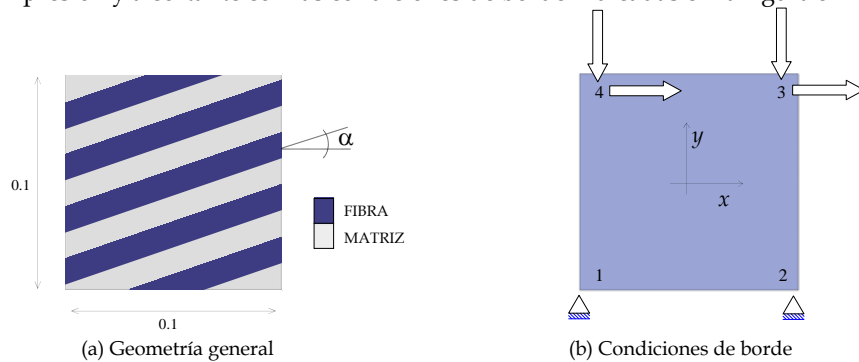 0.1
α
FIBRA
MATRIZ
0.1
(a) Geometría general
4
3
y
x
1
2
(b) Condiciones de borde